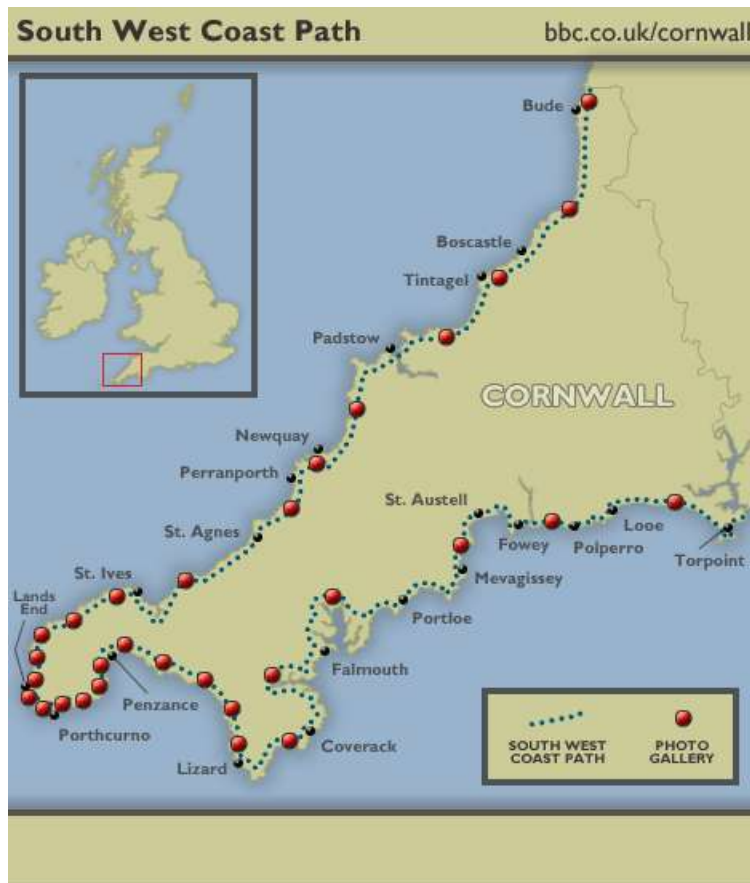 South West Coast Path
bbc.co.uk/cornwall
Bude
Boscastle
Tintagel
Padstow
CORNWALL
Newquay
Perranporth
St. Agnes
St. Austell
Fowey
Looe
Polperro
Torpoint
St. Ives
Mevagissey
Lands
End
Portloe
Falmouth
Penzance
Porthcurno
Coverack
Lizard
SOUTH WEST
COAST PATH
PHOTO
GALLERY